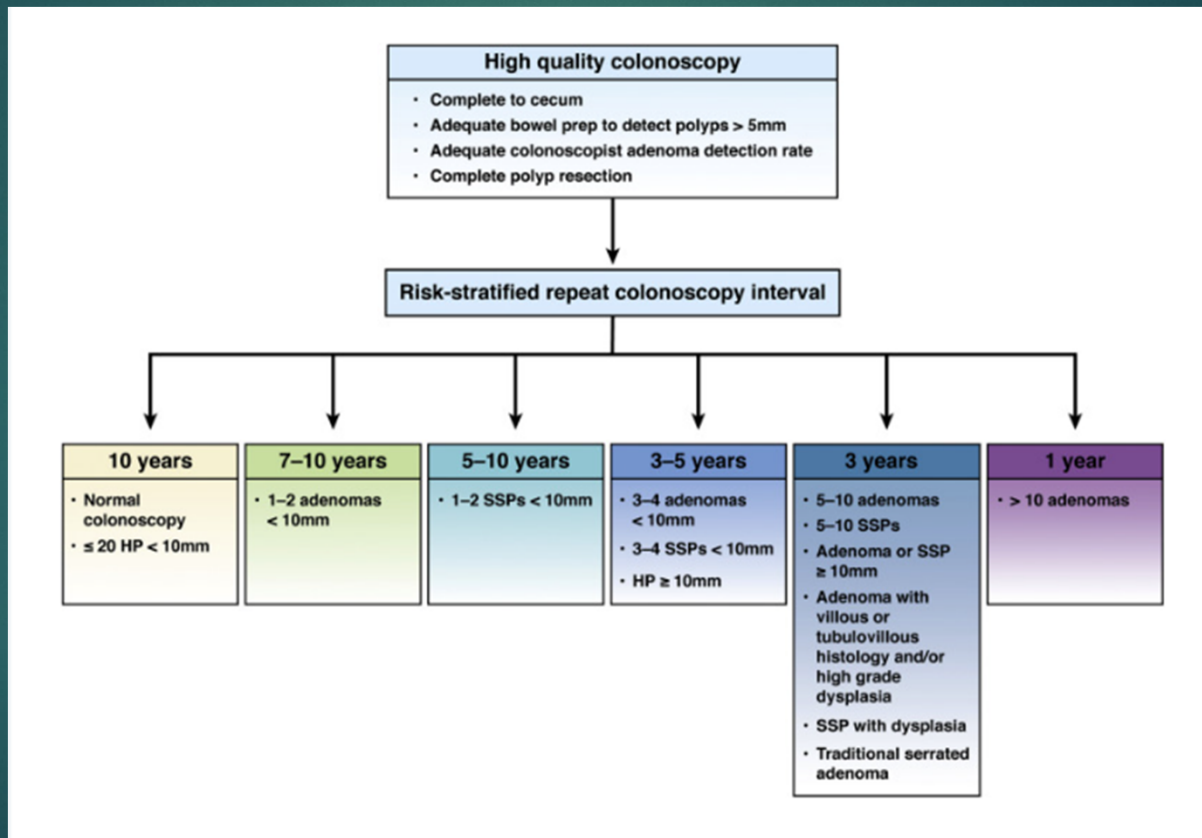 High quality colonoscopy
· Complete to cecum
· Adequate bowel prep to detect polyps > 5mm
· Adequate colonoscopist adenoma detection rate
· Complete polyp resection
Risk-stratified repeat colonoscopy interval
10 years
· Normal
colonoscopy
· ≤ 20 HP < 10mm
7–10 years
· 1–2 adenomas
< 10mm
5–10 years
· 1–2 SSPs < 10mm
3–5 years
· 3–4 adenomas
< 10mm
· 3–4 SSPs < 10mm
· HP ≥ 10mm
3 years
· 5–10 adenomas
· 5–10 SSPs
· Adenoma or SSP
≥ 10mm
· Adenoma with
villous or
tubulovillous
histology and/or
high grade
dysplasia
· SSP with dysplasia
· Traditional serrated
adenoma
1 year
· > 10 adenomas